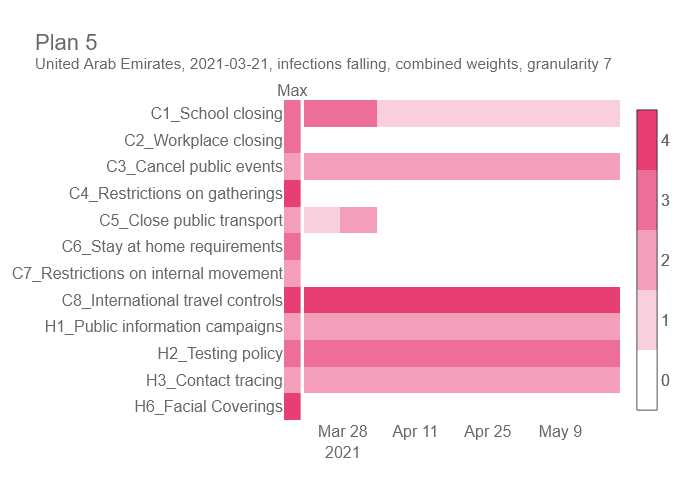 Plan 5
United Arab Emirates, 2021-03-21, infections falling, combined weights, granularity 7
Max
C1_School closing
C2_Workplace closing
C3_Cancel public events
C4_Restrictions on gatherings
C5_Close public transport
C6_Stay at home requirements
C7_Restrictions on internal movement
C8_International travel controls
H1_Public information campaigns
H2_Testing policy
H3_Contact tracing
H6_Facial Coverings
4
3
2
1
0
Mar 28 Apr 11 Apr 25 May 9
2021